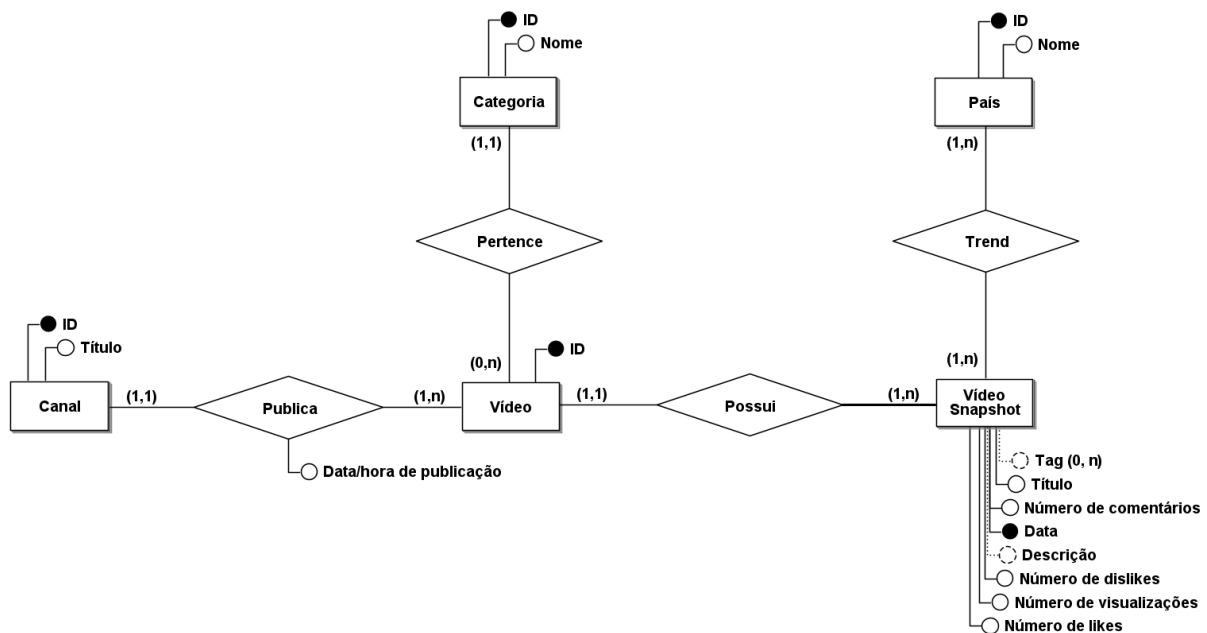 ID
Nome
Categoria
(1,1)
Pertence
(0,n)
ID
Nome
País
(1,n)
Trend
(1,n)
ID
Título
Canal
(1,1)
Publica
Data/hora de publicação
(1,n)
ID
Vídeo
(1,1)
Possui
(1,n)
Vídeo
Snapshot
Tag (0, n)
Título
Número de comentários
Data
Descrição
Número de dislikes
Número de visualizações
Número de likes